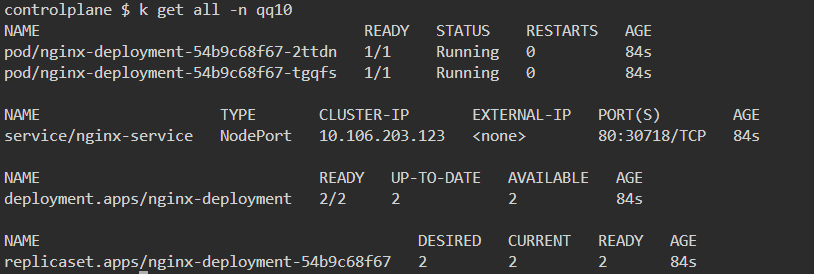 controlplane $ k get all -n qq10
NAME READY STATUS RESTARTS AGE
pod/nginx-deployment-54b9c68f67-2ttdn 1/1 Running 0 84s
pod/nginx-deployment-54b9c68f67-tgqfs 1/1 Running 0 84s
NAME TYPE CLUSTER-IP EXTERNAL-IP PORT(S) AGE
service/nginx-service NodePort 10.106.203.123 <none> 80:30718/TCP 84s
NAME READY UP-TO-DATE AVAILABLE AGE
deployment.apps/nginx-deployment 2/2 2 2 84s
NAME DESIRED CURRENT READY AGE
replicaset.apps/nginx-deployment-54b9c68f67 2 2 2 84s